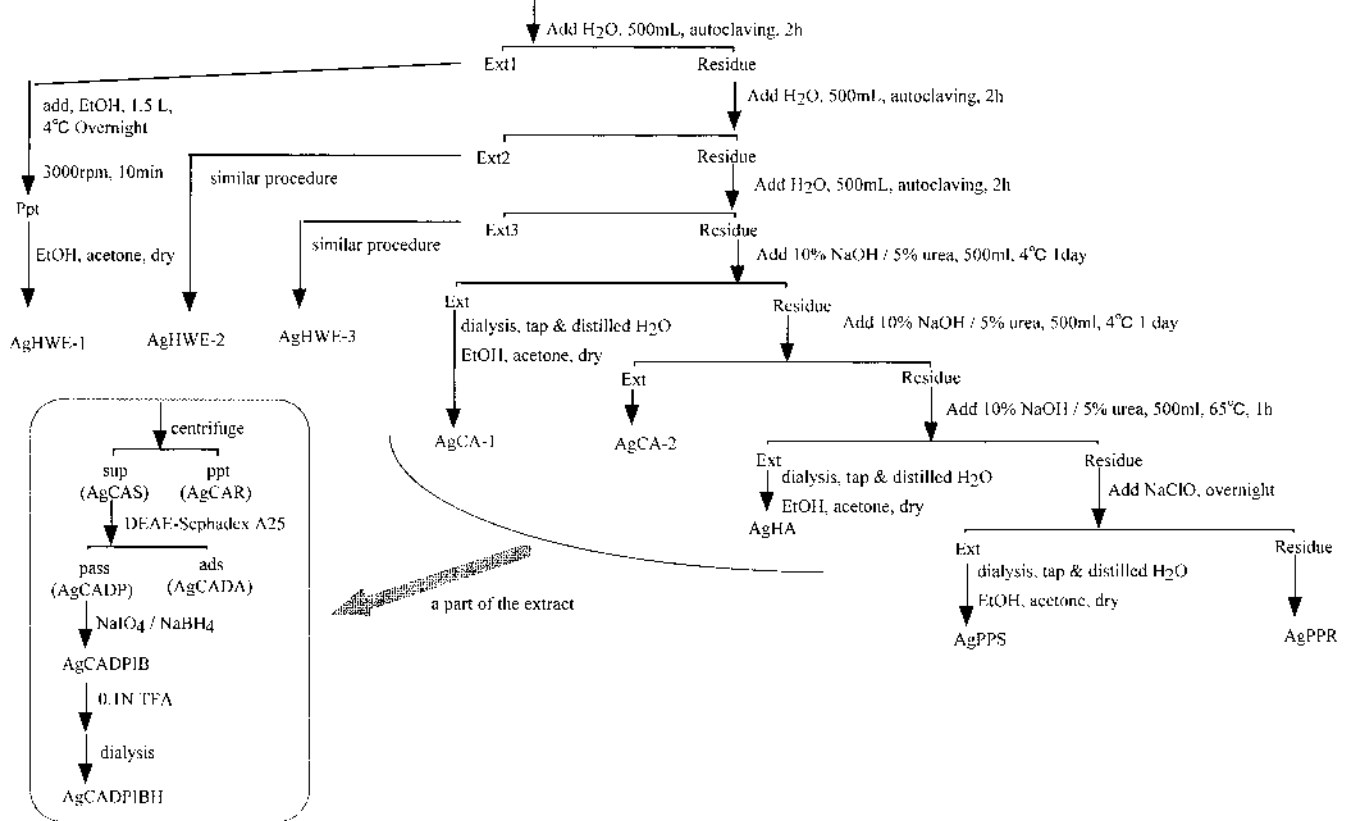 Add H2O, 500mL, autoclaving, 2h
Ext1
Residue
add, EtOH, 1.5 L,
4℃ Overnight
3000rpm, 10min
Ppt
EtOH, acetone, dry
AgHWE-1
Add H2O, 500mL, autoclaving, 2h
Ext2
Residue
similar procedure
AgHWE-2
Add H2O, 500mL, autoclaving, 2h
Ext3
Residue
similar procedure
AgHWE-3
Add 10% NaOH / 5% urea, 500ml, 4℃ 1day
Ext
Residue
dialysis, tap & distilled H2O
EtOH, acetone, dry
AgCA-1
Add 10% NaOH / 5% urea, 500ml, 4℃ 1 day
Ext
Residue
AgCA-2
Add 10% NaOH / 5% urea, 500ml, 65℃, 1h
Ext
Residue
dialysis, tap & distilled H2O
EtOH, acetone, dry
AgHA
Add NaClO, overnight
Ext
Residue
dialysis, tap & distilled H2O
EtOH, acetone, dry
AgPPS
AgPPR
a part of the extract
centrifuge
sup
(AgCAS)
ppt
(AgCAR)
DEAE-Sephadex A25
pass
(AgCADP)
ads
(AgCADA)
NaIO4 / NaBH4
AgCADPIB
0.1N TFA
dialysis
AgCADPIBH